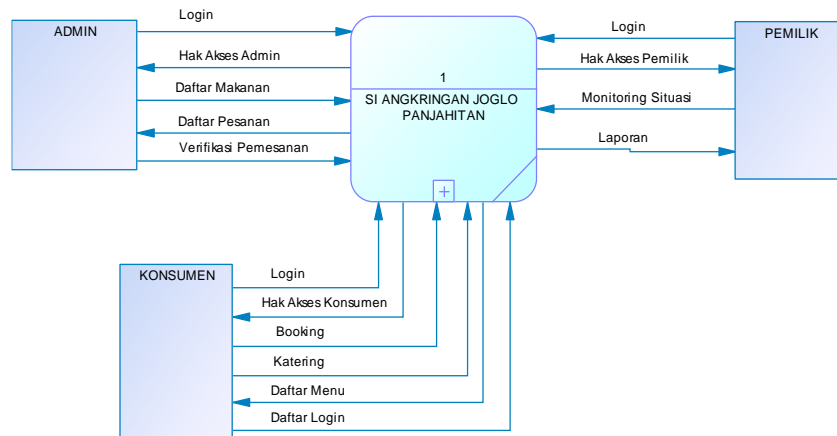 ADMIN
Login
Hak Akses Admin
Daftar Makanan
Daftar Pesanan
Verifikasi Pemesanan
1
SI ANGKRINGAN JOGLO
PANJAHITAN
Login
Hak Akses Pemilik
Monitoring Situasi
Laporan
PEMILIK
KONSUMEN
Login
Hak Akses Konsumen
Booking
Katering
Daftar Menu
Daftar Login